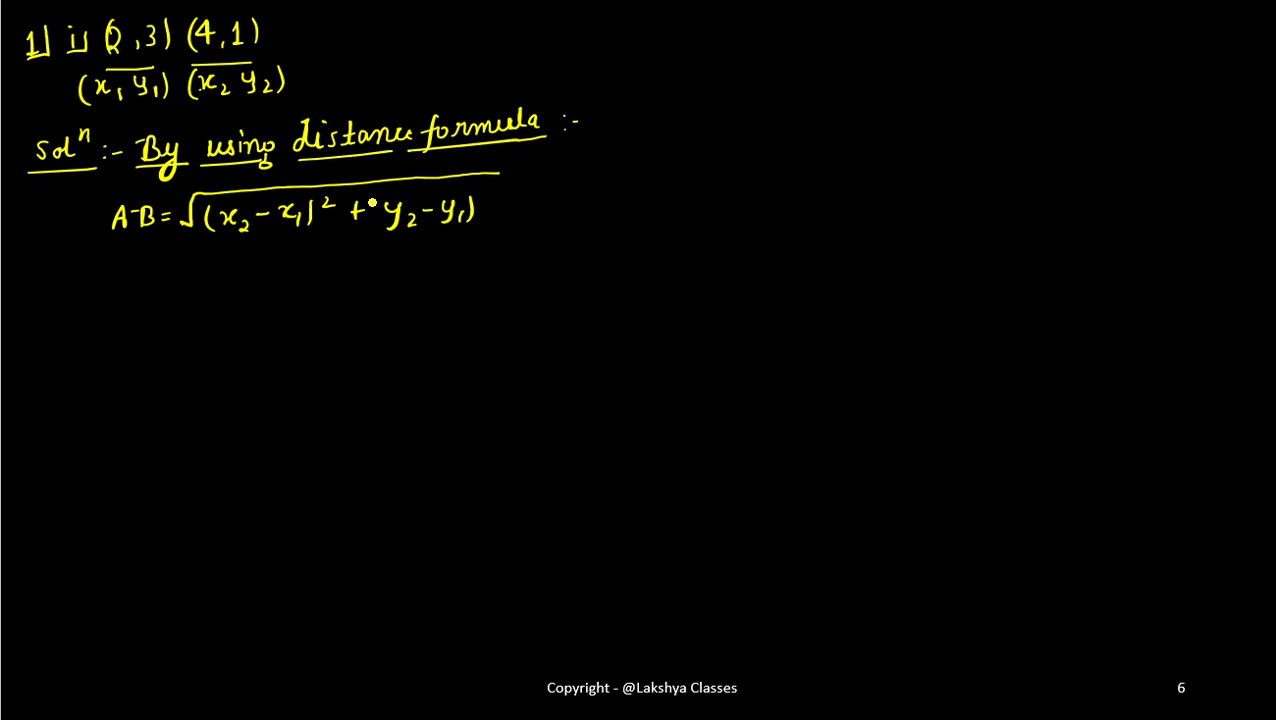 1] i) (2,3) (4,1)
(x₁ y₁) (x₂ y₂)
Solⁿ :- By using distance formula :-
A-B = √(x₂ - x₁)² + y₂ - y₁)
Copyright - @Lakshya Classes 6